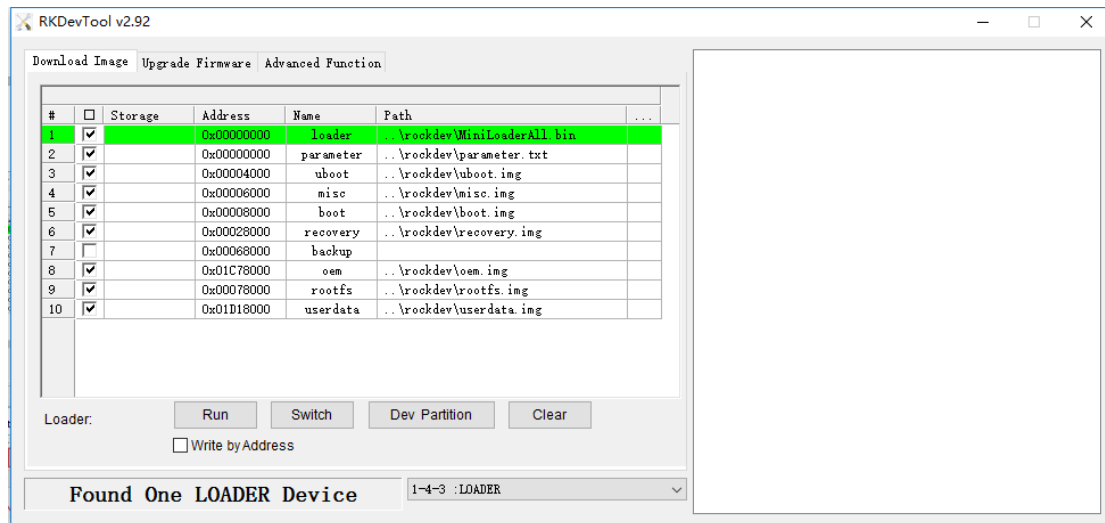 RKDevTool v2.92
Download Image Upgrade Firmware Advanced Function
# Storage Address Name Path ...
1 0x00000000 loader ..\rockdev\MiniLoaderAll.bin
2 0x00000000 parameter ..\rockdev\parameter.txt
3 0x00004000 uboot ..\rockdev\uboot.img
4 0x00006000 misc ..\rockdev\misc.img
5 0x00008000 boot ..\rockdev\boot.img
6 0x00028000 recovery ..\rockdev\recovery.img
7 0x00068000 backup
8 0x01C78000 oem ..\rockdev\oem.img
9 0x00078000 rootfs ..\rockdev\rootfs.img
10 0x01D18000 userdata ..\rockdev\userdata.img
Loader: Run Switch Dev Partition Clear
Write by Address
Found One LOADER Device 1-4-3 :LOADER